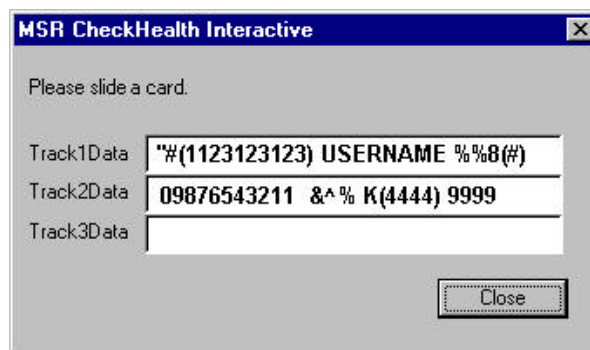 MSR CheckHealth Interactive
Please slide a card.
Track1Data "#(1123123123) USERNAME %%8(#)
Track2Data 09876543211 &^% K(4444) 9999
Track3Data
Close